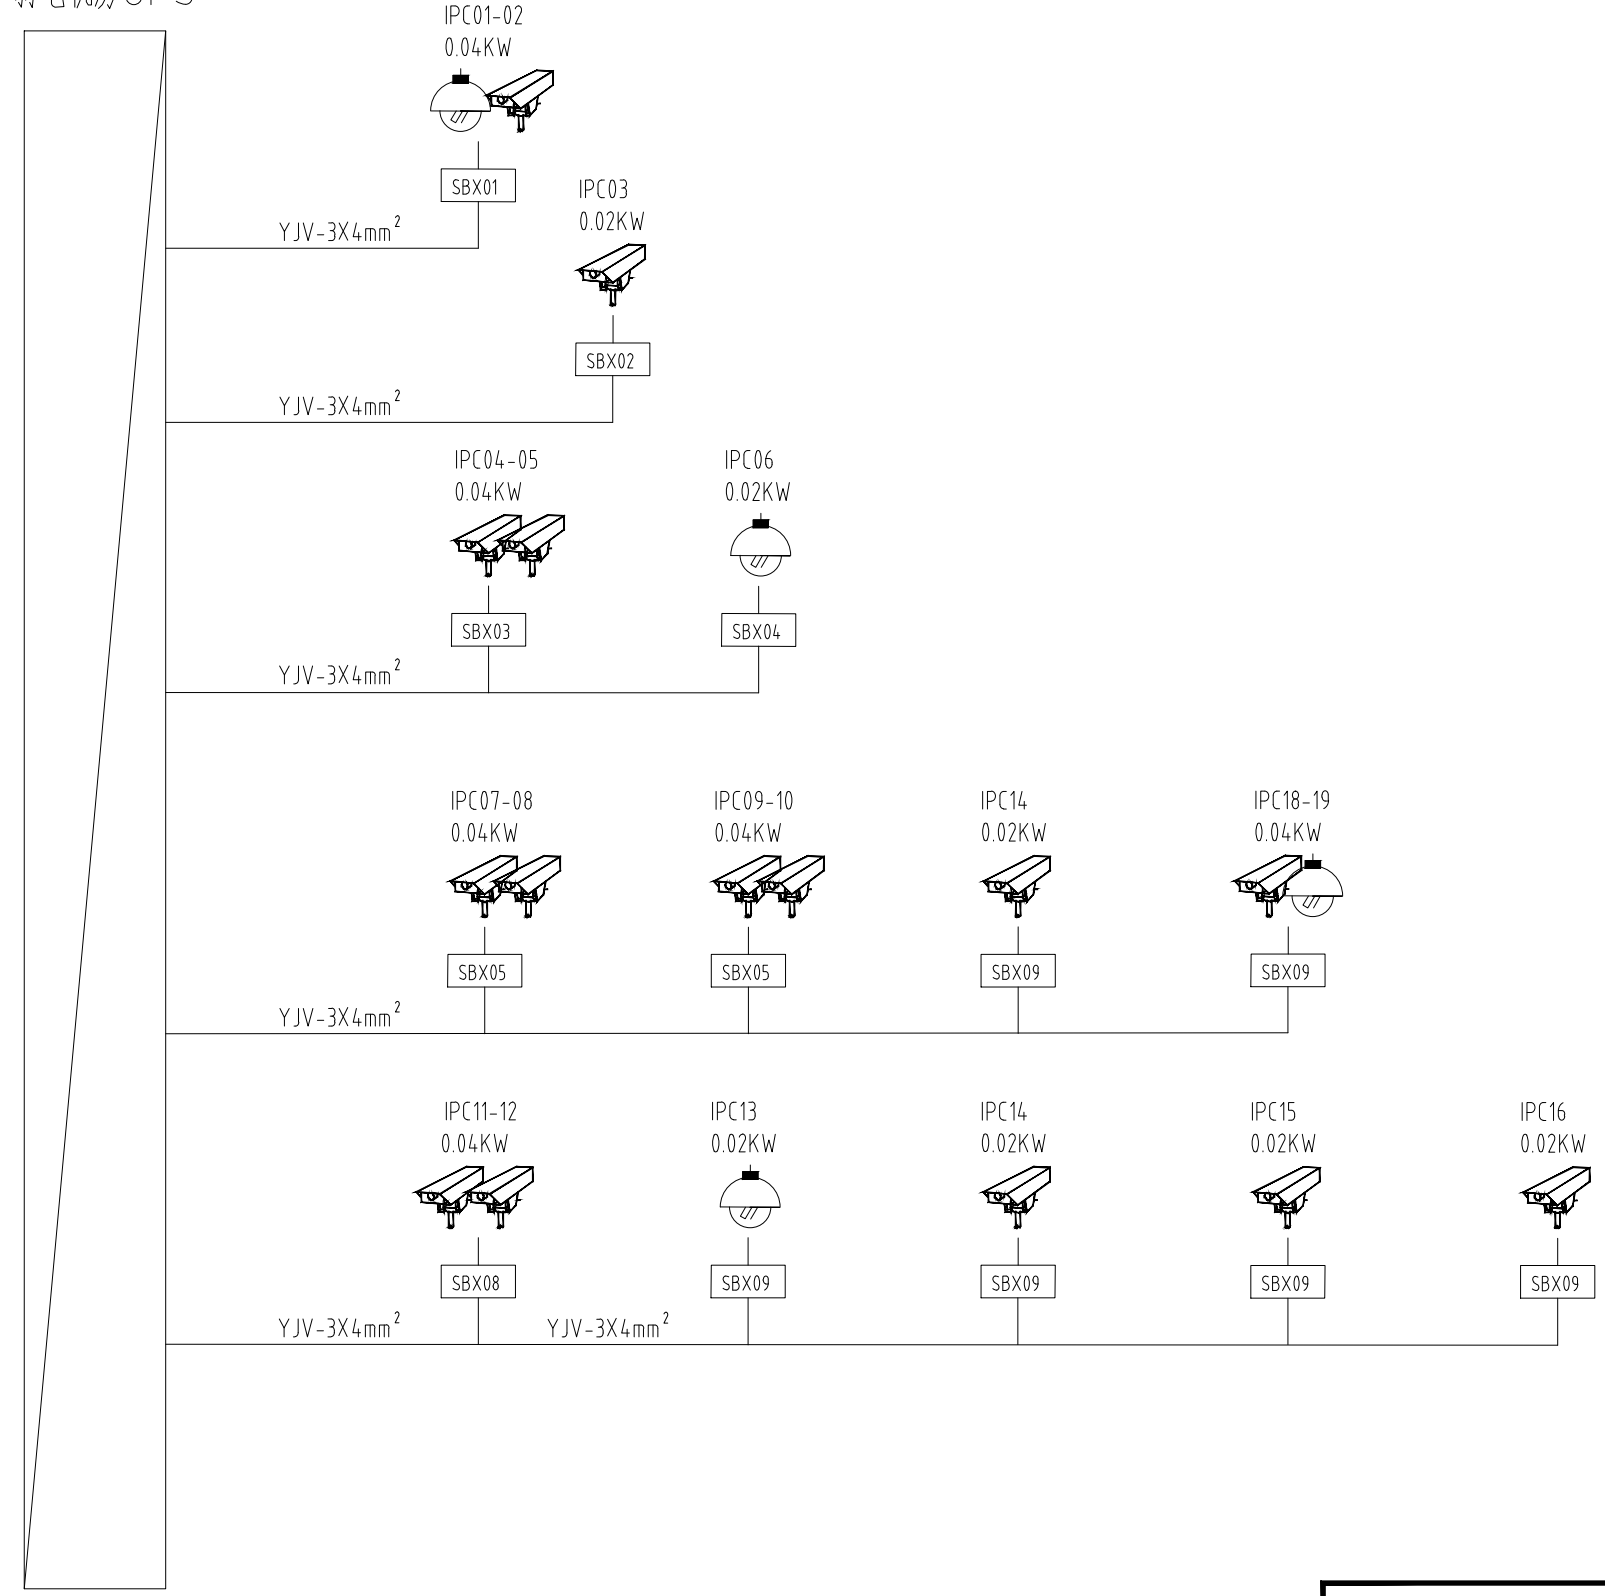 UPS
IPC01-02
0.04KW
SBX01
YJV-3X4mm²
IPC03
0.02KW
SBX02
YJV-3X4mm²
IPC04-05
0.04KW
IPC06
0.02KW
SBX03
SBX04
YJV-3X4mm²
IPC07-08
0.04KW
IPC09-10
0.04KW
IPC14
0.02KW
IPC18-19
0.04KW
SBX05
SBX05
SBX09
SBX09
YJV-3X4mm²
IPC11-12
0.04KW
IPC13
0.02KW
IPC14
0.02KW
IPC15
0.02KW
IPC16
0.02KW
SBX08
SBX09
SBX09
SBX09
SBX09
YJV-3X4mm²
YJV-3X4mm²